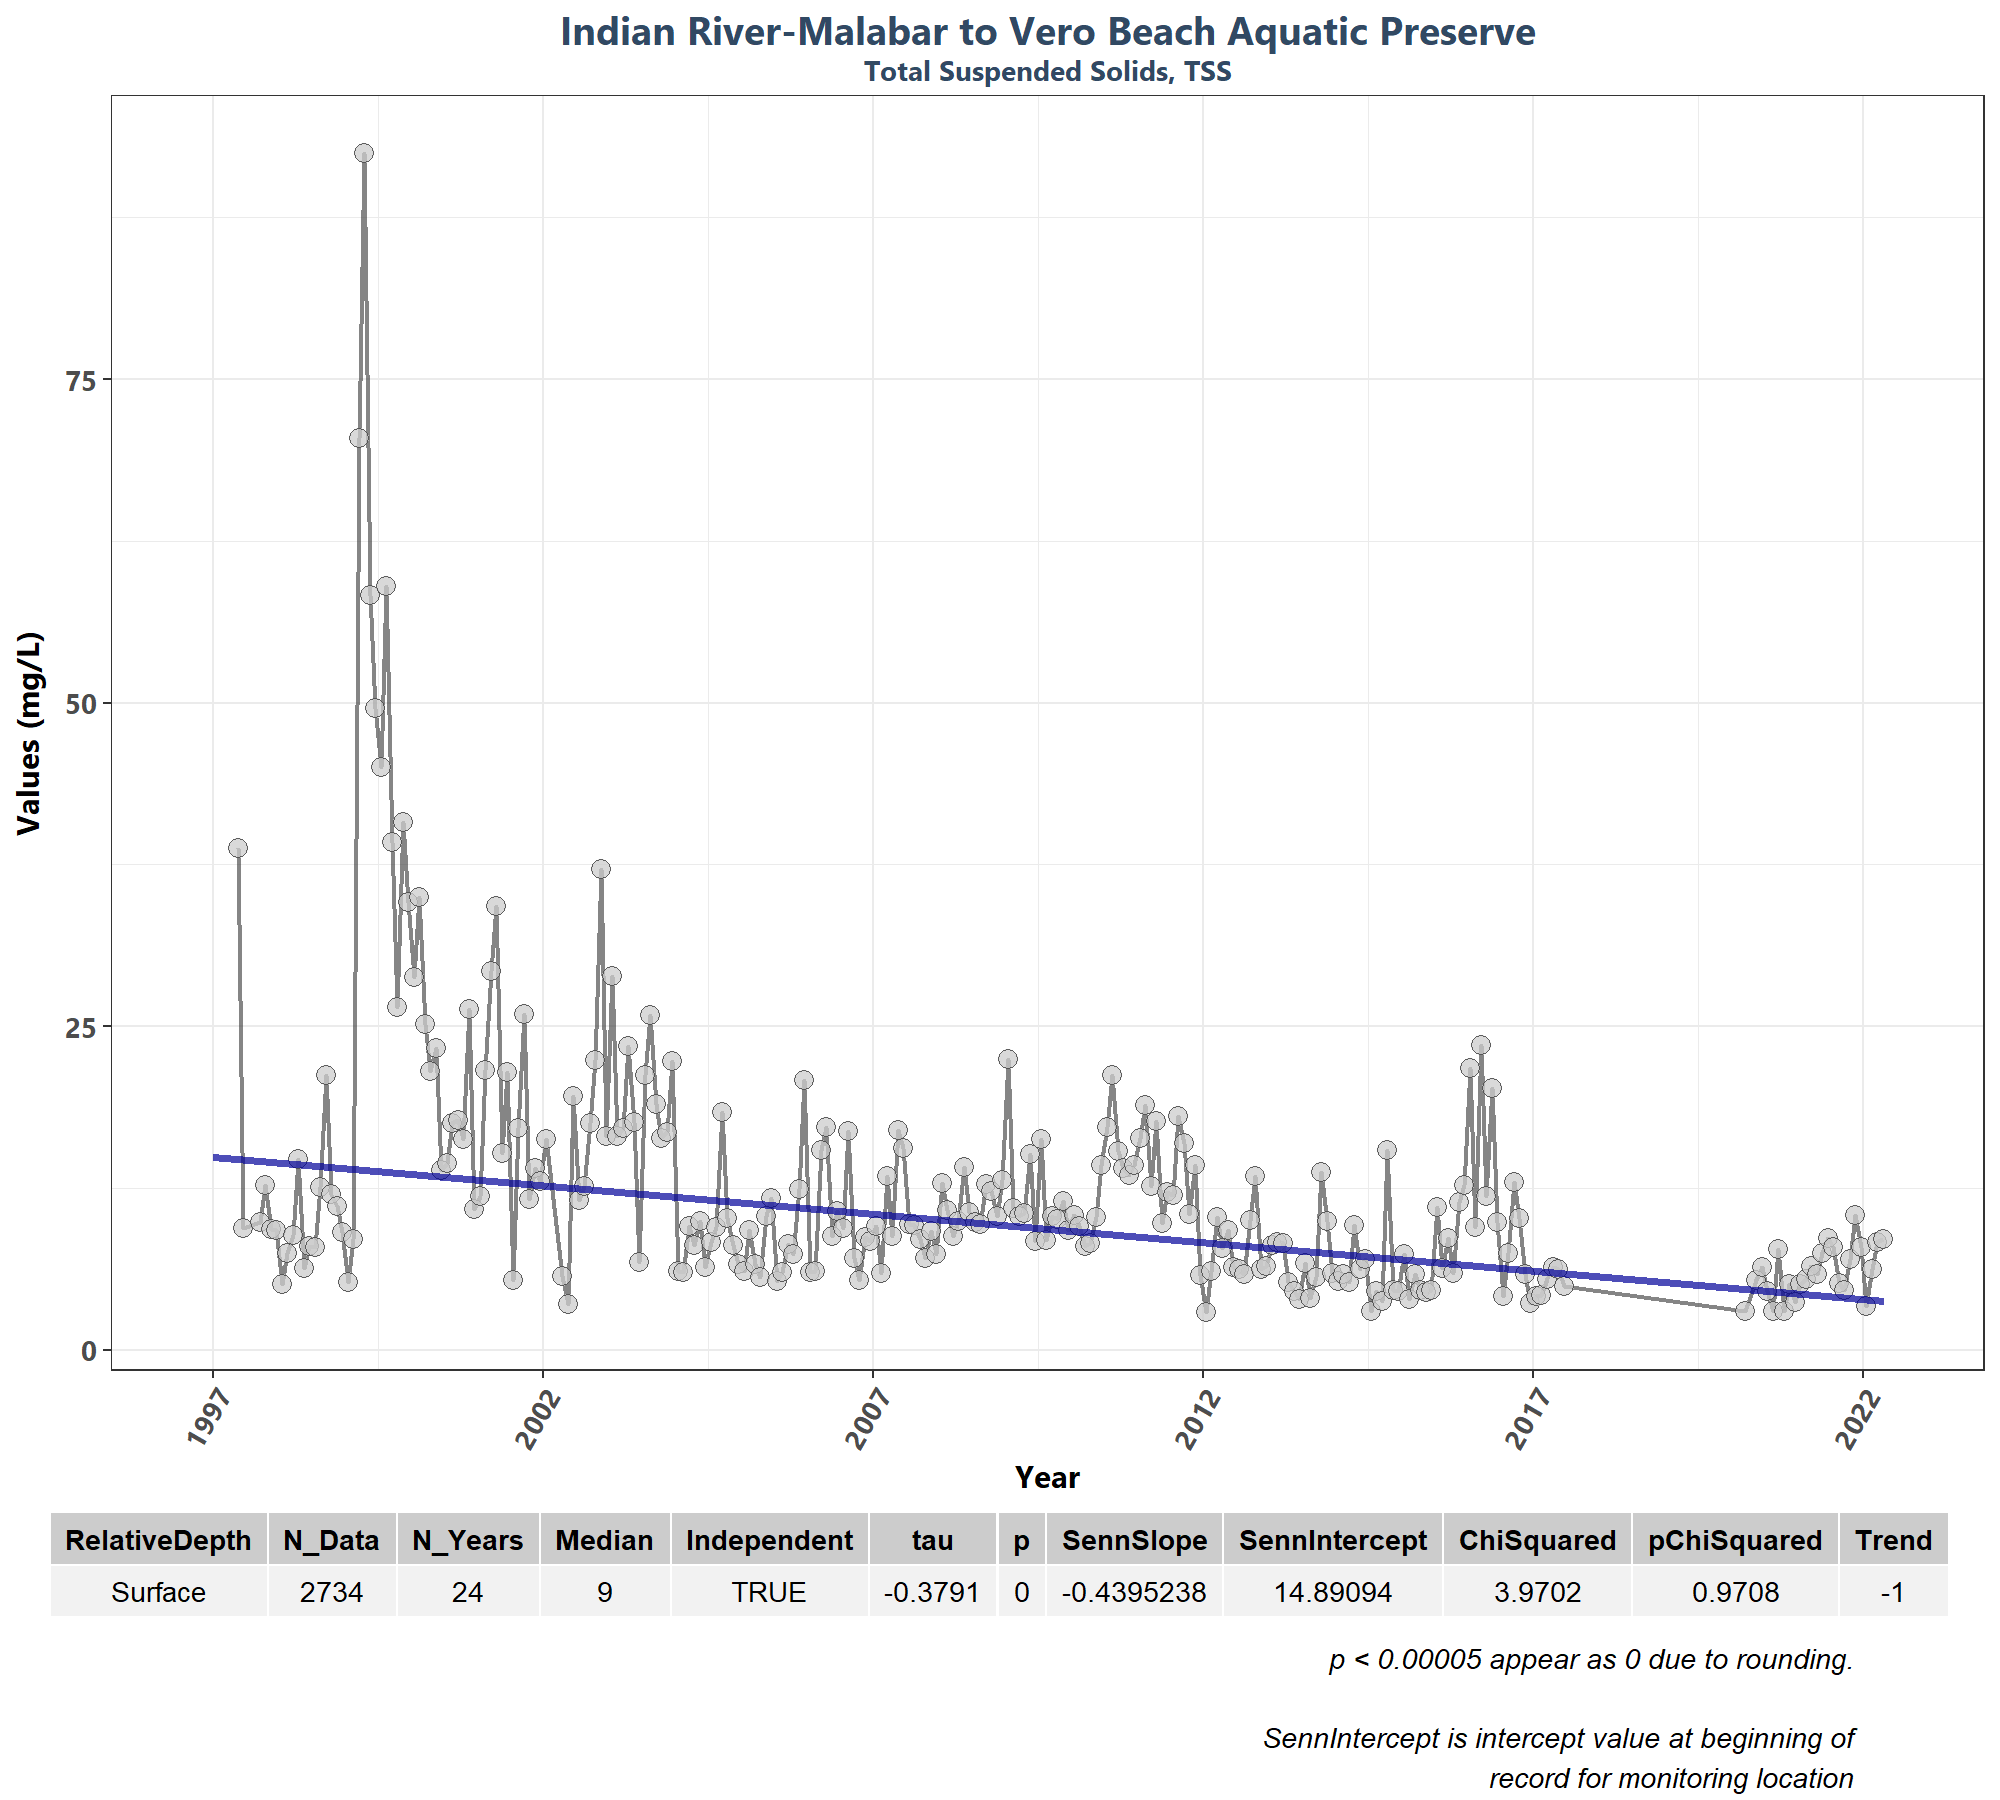 Indian River-Malabar to Vero Beach Aquatic Preserve
Total Suspended Solids, TSS
Values (mg/L)
75
50
25
0
1997
2002
2007
2012
2017
2022
Year
RelativeDepth N_Data N_Years Median Independent tau p SennSlope SennIntercept ChiSquared pChiSquared Trend
Surface 2734 24 9 TRUE -0.3791 0 -0.4395238 14.89094 3.9702 0.9708 -1
p < 0.00005 appear as 0 due to rounding.
SennIntercept is intercept value at beginning of
record for monitoring location